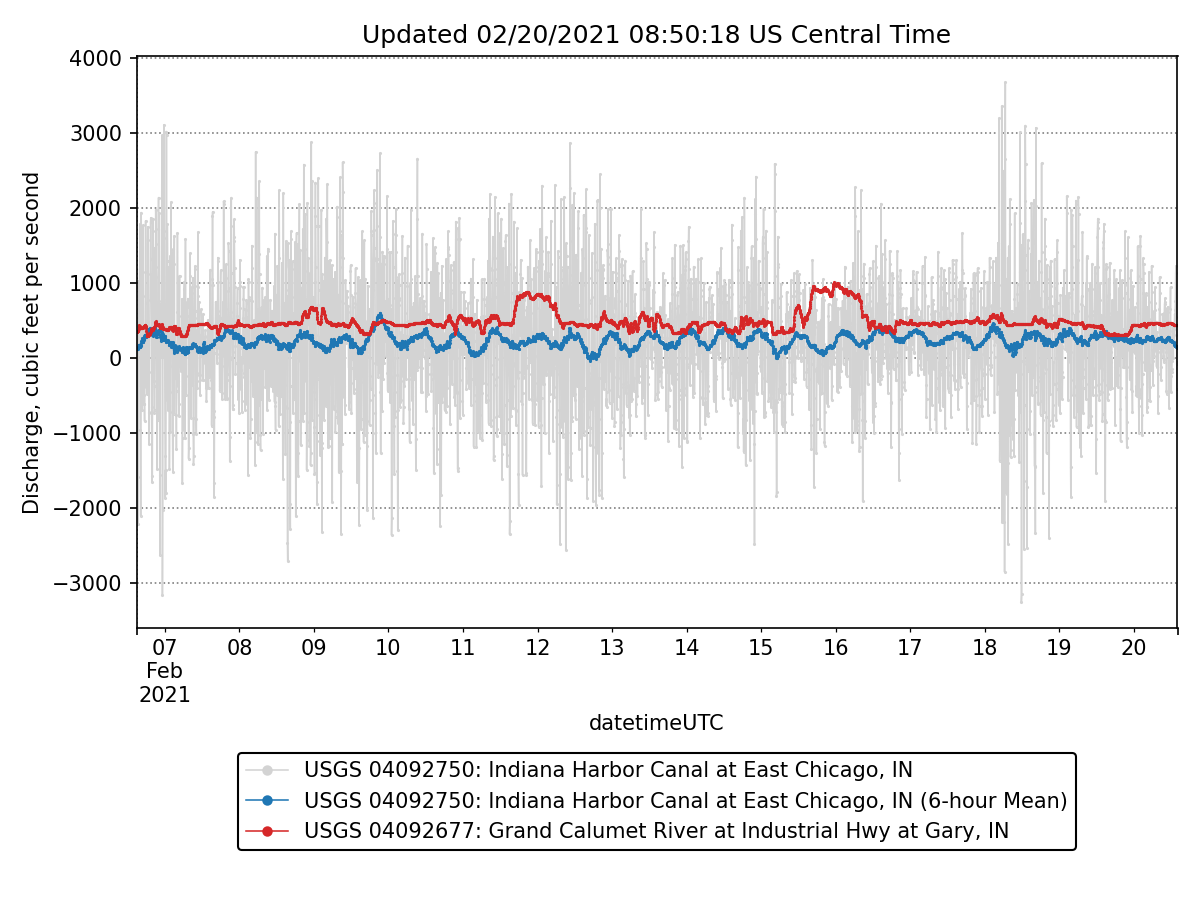 Updated 02/20/2021 08:50:18 US Central Time
Discharge, cubic feet per second
4000
3000
2000
1000
0
−1000
−2000
−3000
07 08 09 10 11 12 13 14 15 16 17 18 19 20
Feb
2021
datetimeUTC
USGS 04092750: Indiana Harbor Canal at East Chicago, IN
USGS 04092750: Indiana Harbor Canal at East Chicago, IN (6-hour Mean)
USGS 04092677: Grand Calumet River at Industrial Hwy at Gary, IN